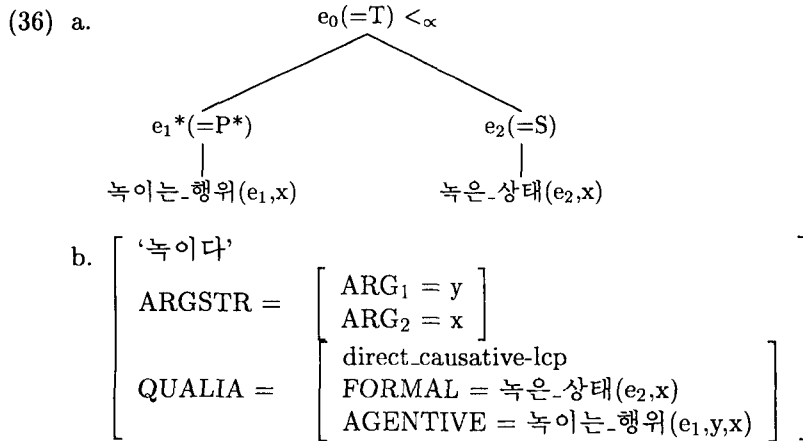 (36) a. e₀(=T) <∝
e₁*(=P*) e₂(=S)
녹이는_행위(e₁,x) 녹은_상태(e₂,x)
b. ‘녹이다’
ARGSTR = [ ARG₁ = y
ARG₂ = x ]
direct_causative-lcp
QUALIA = FORMAL = 녹은_상태(e₂,x)
AGENTIVE = 녹이는_행위(e₁,y,x)